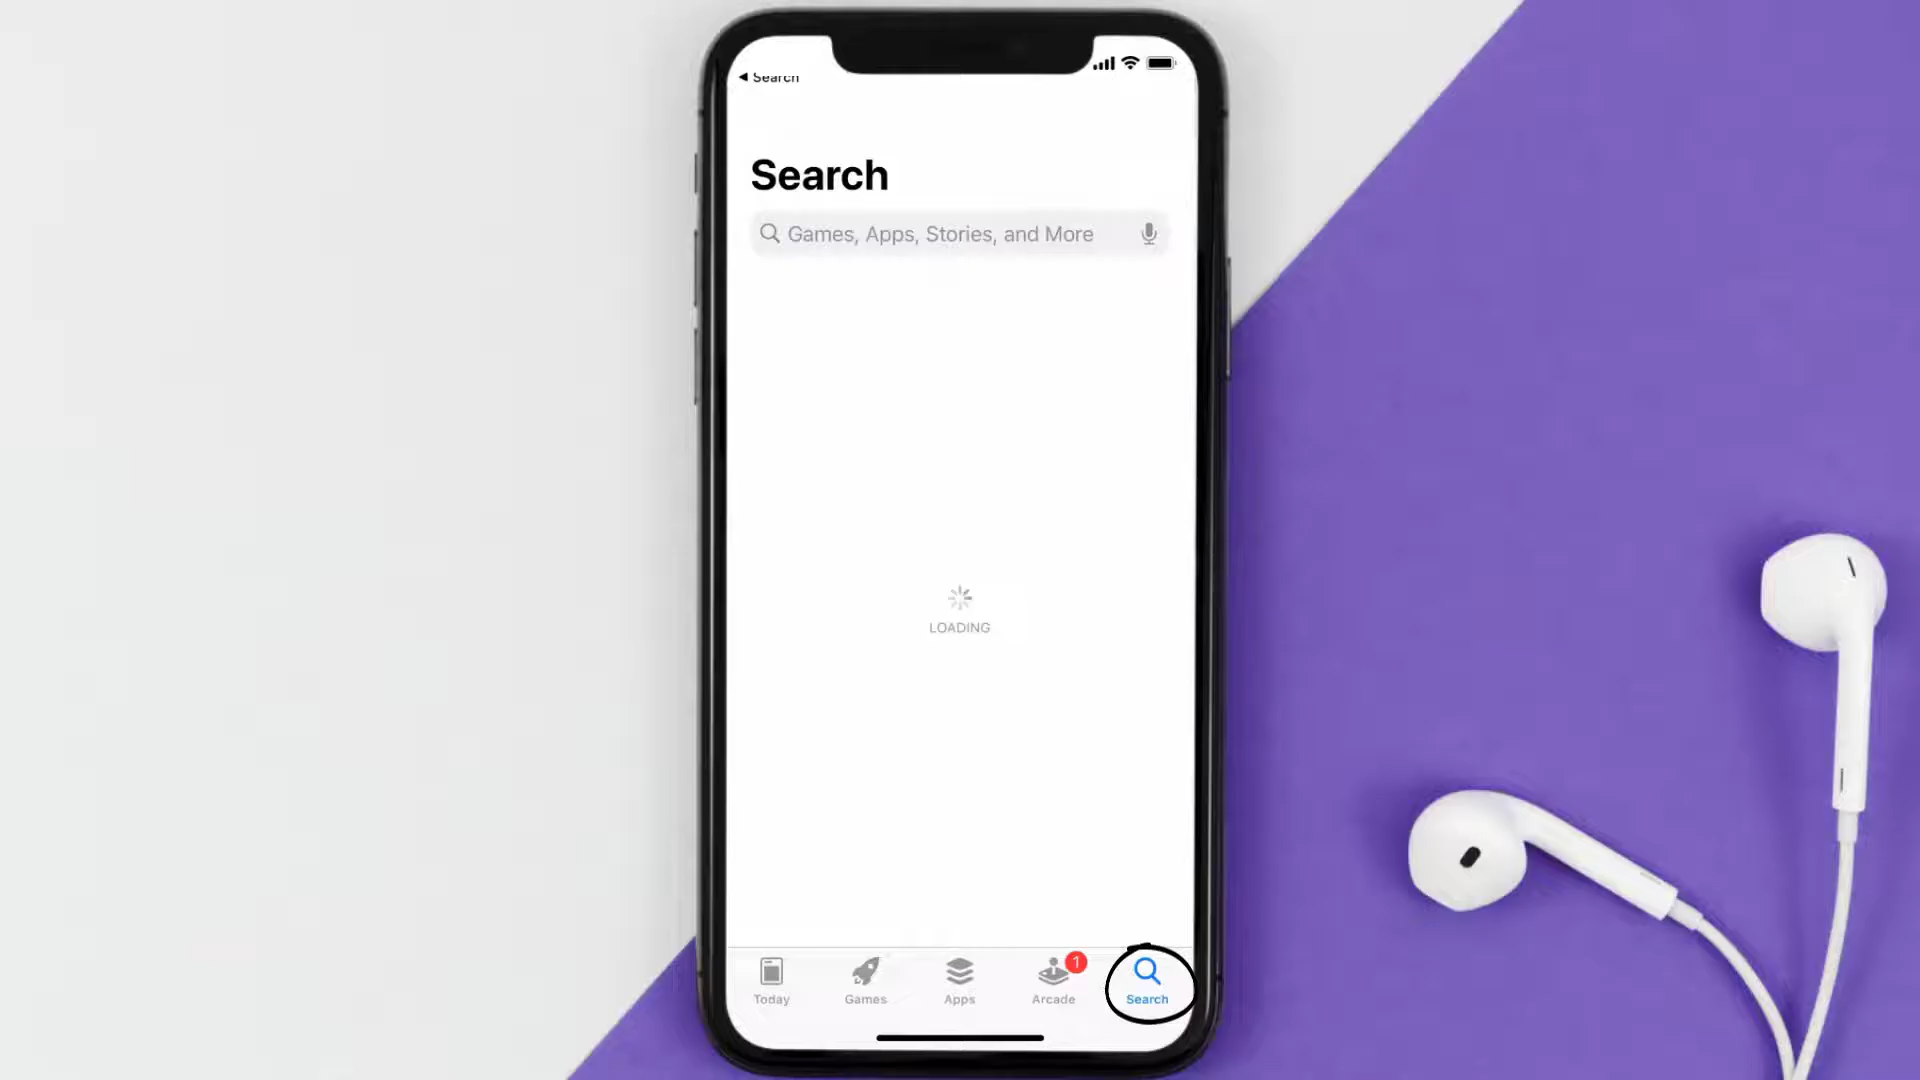 Search
Search
Games, Apps, Stories, and More
LOADING
1
Today
Games
Apps
Arcade
Search